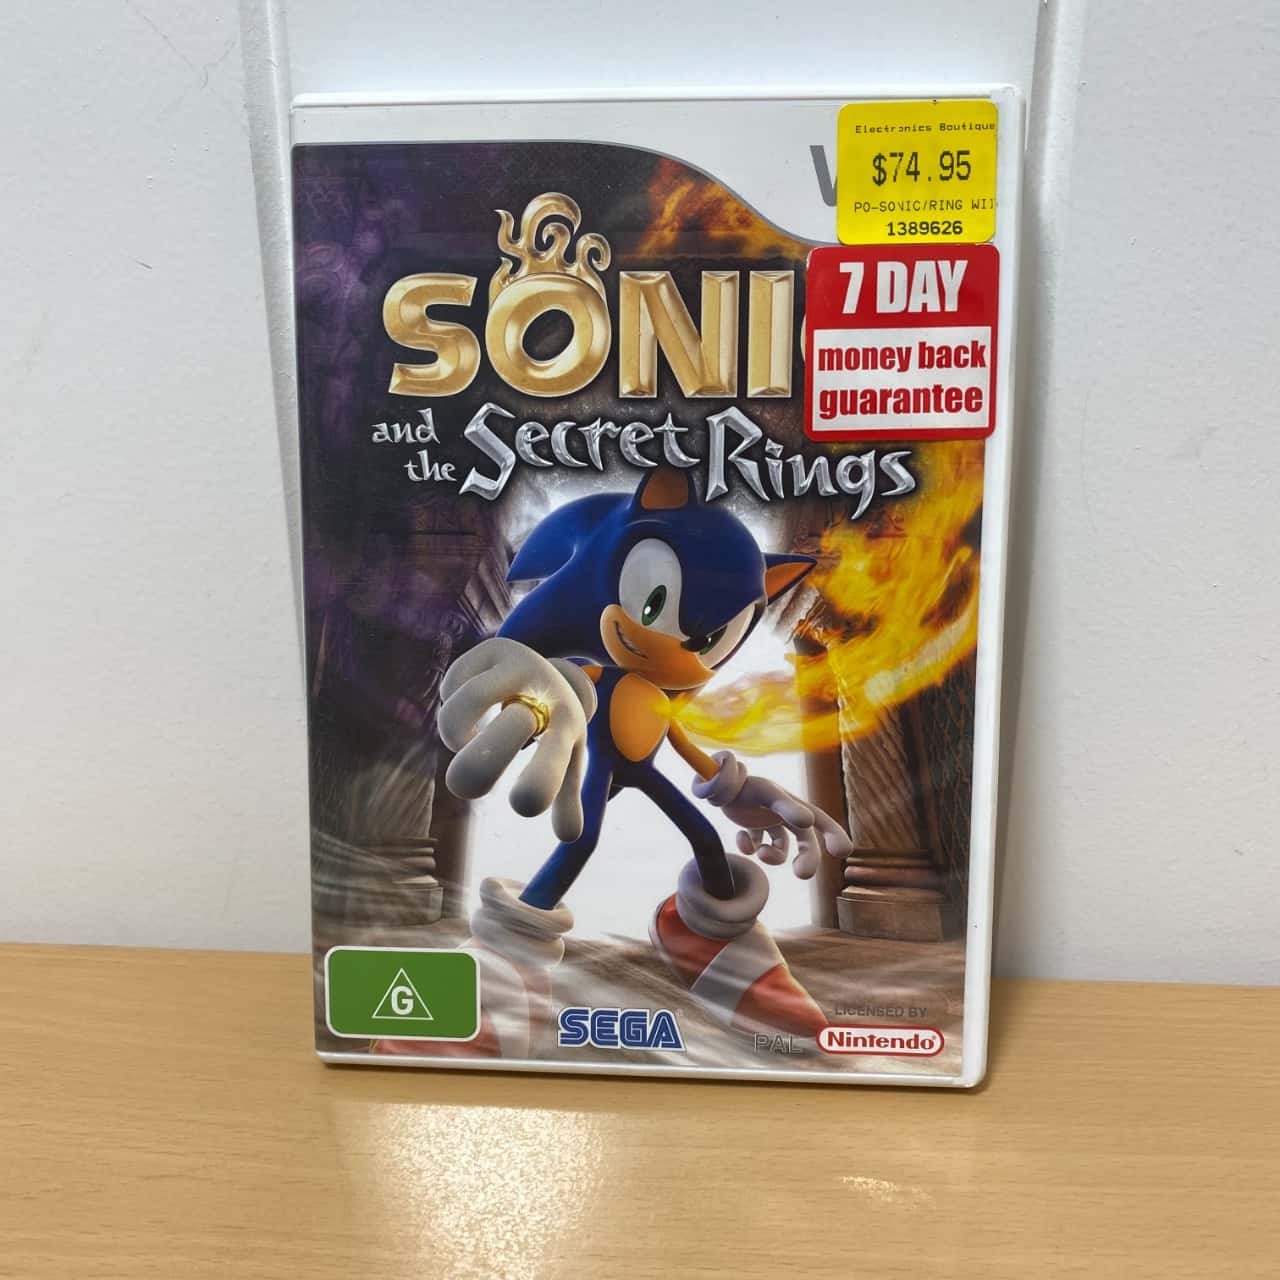 Electronics Boutique
$74.95
PO-SONIC/RING WII
1389626
7 DAY
money back
guarantee
SONI
and the Secret Rings
G
SEGA
PAL
LICENSED BY
Nintendo